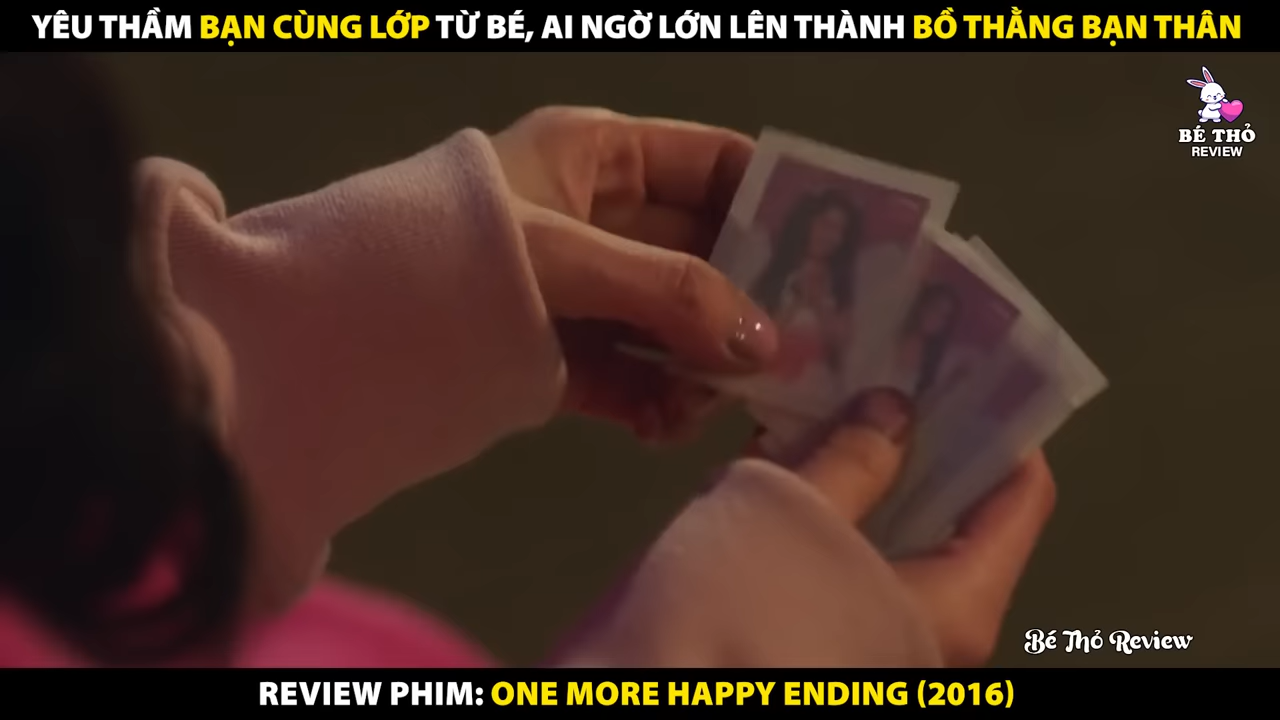 YÊU THẦM BẠN CÙNG LỚP TỪ BÉ, AI NGỜ LỚN LÊN THÀNH BỒ THẰNG BẠN THÂN
BÉ THỎ
REVIEW
Bé Thỏ Review
REVIEW PHIM: ONE MORE HAPPY ENDING (2016)